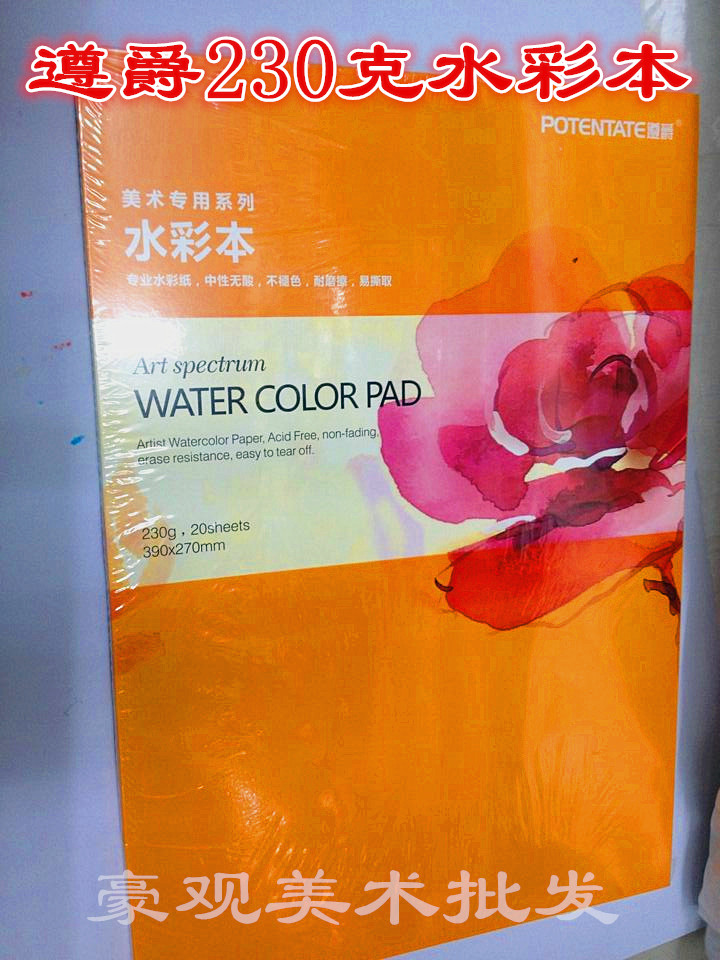 遵爵230克水彩本
POTENTATE遵爵®
美术专用系列
水彩本
专业水彩纸，中性无酸，不褪色，耐磨擦，易撕取
Art spectrum
WATER COLOR PAD
Artist Watercolor Paper, Acid Free, non-fading,
erase resistance, easy to tear off.
230g，20sheets
390x270mm
豪观美术批发